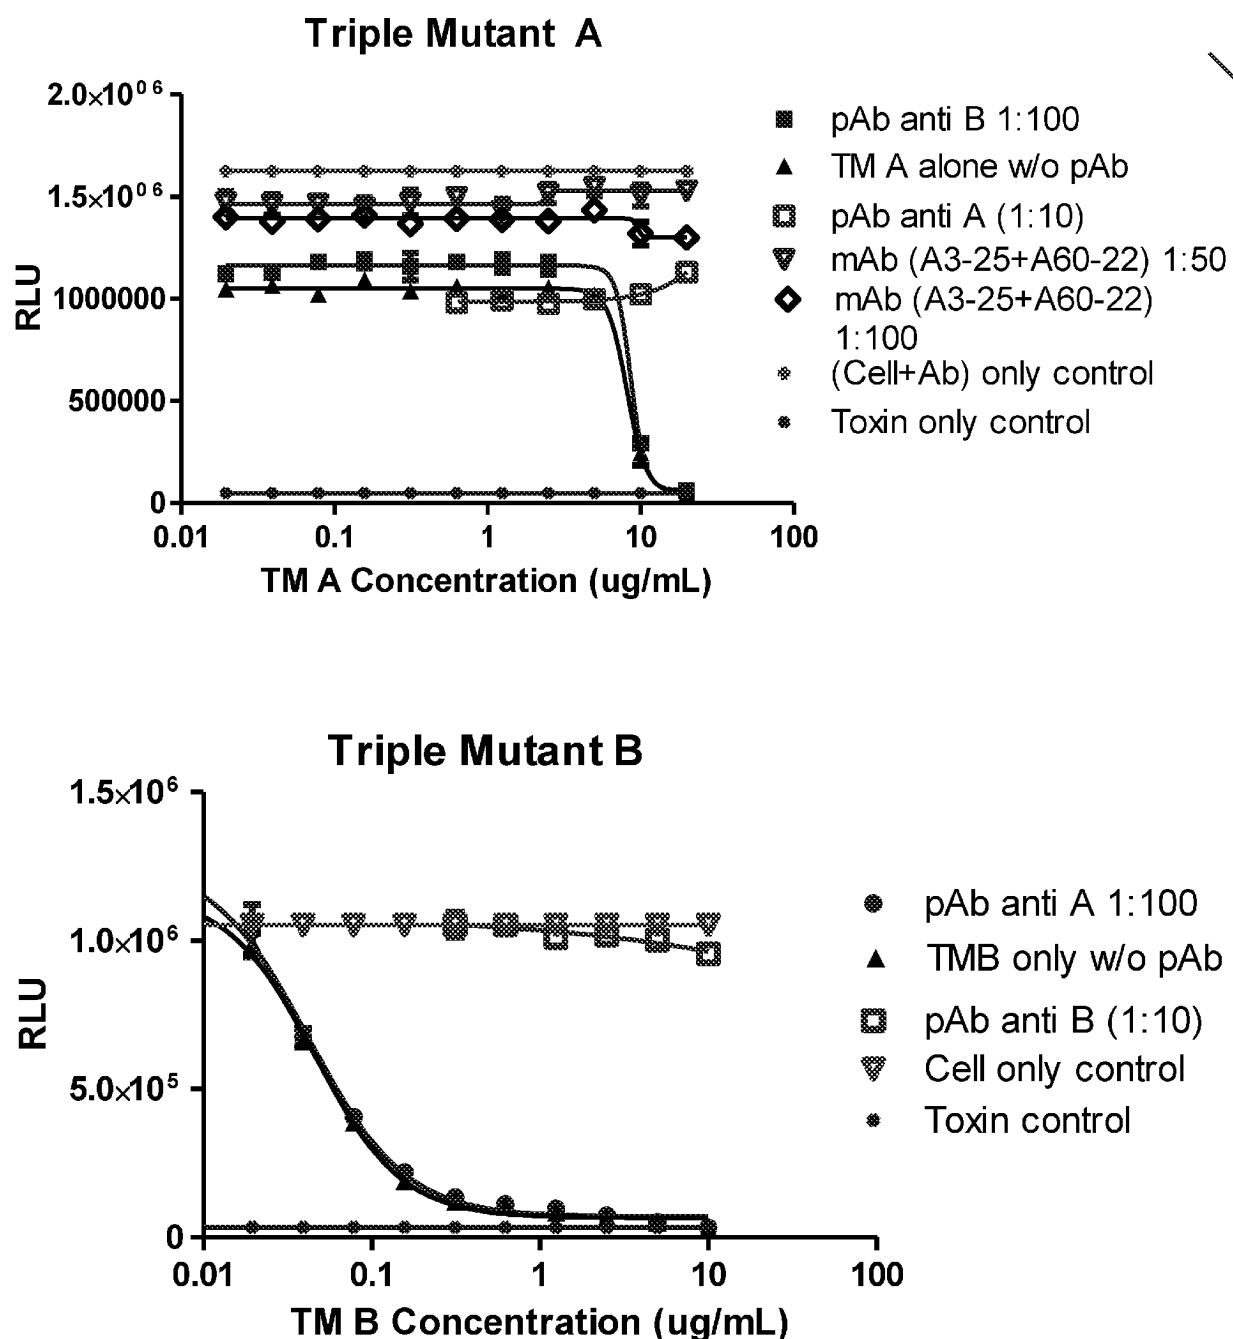 Triple Mutant A
2.0×10⁰⁶
1.5×10⁰⁶
1000000
500000
0
RLU
0.01
0.1
1
10
100
TM A Concentration (ug/mL)
pAb anti B 1:100
TM A alone w/o pAb
pAb anti A (1:10)
mAb (A3-25+A60-22) 1:50
mAb (A3-25+A60-22)
1:100
(Cell+Ab) only control
Toxin only control
Triple Mutant B
1.5×10⁶
1.0×10⁶
5.0×10⁵
0
RLU
0.01
0.1
1
10
100
TM B Concentration (ug/mL)
pAb anti A 1:100
TMB only w/o pAb
pAb anti B (1:10)
Cell only control
Toxin control